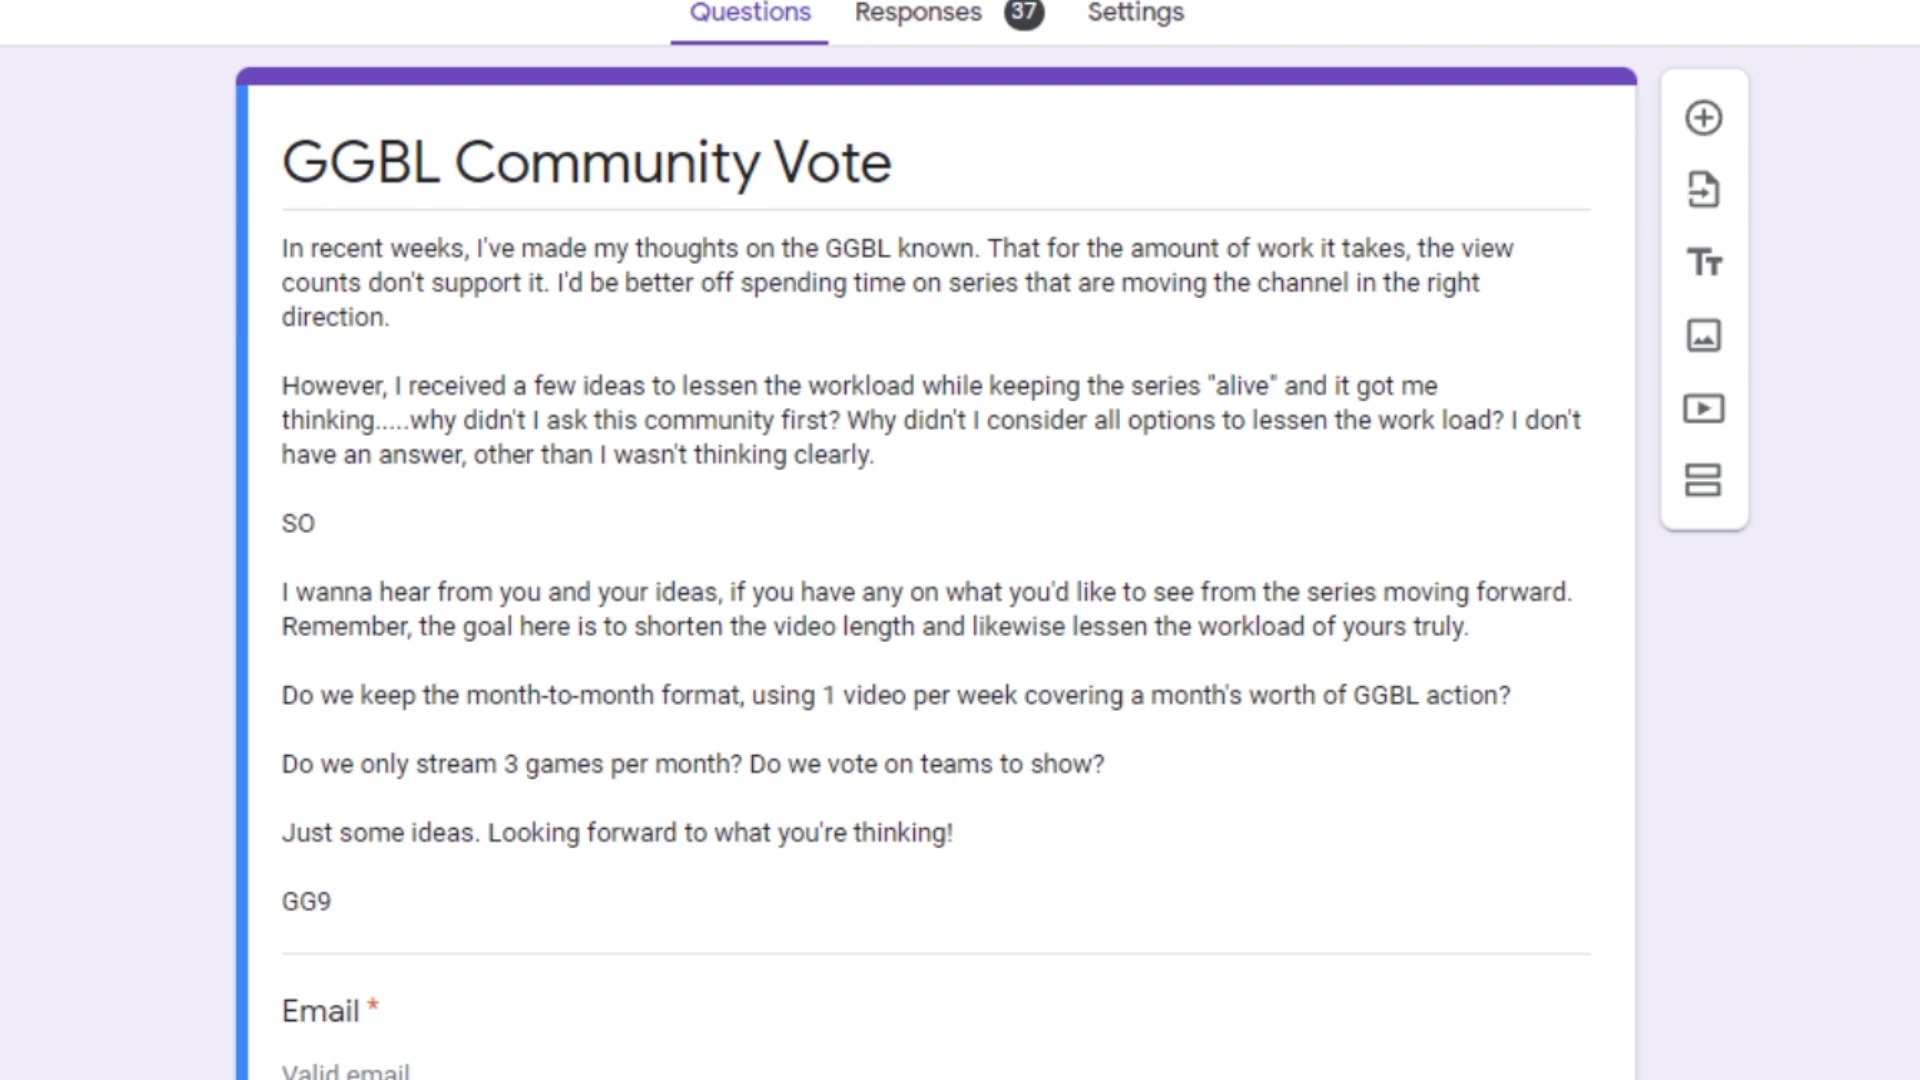 Questions Responses 37 Settings
GGBL Community Vote
In recent weeks, I've made my thoughts on the GGBL known. That for the amount of work it takes, the view
counts don't support it. I'd be better off spending time on series that are moving the channel in the right
direction.
However, I received a few ideas to lessen the workload while keeping the series "alive" and it got me
thinking.....why didn't I ask this community first? Why didn't I consider all options to lessen the work load? I don't
have an answer, other than I wasn't thinking clearly.
SO
I wanna hear from you and your ideas, if you have any on what you'd like to see from the series moving forward.
Remember, the goal here is to shorten the video length and likewise lessen the workload of yours truly.
Do we keep the month-to-month format, using 1 video per week covering a month's worth of GGBL action?
Do we only stream 3 games per month? Do we vote on teams to show?
Just some ideas. Looking forward to what you're thinking!
GG9
Email *
Valid email